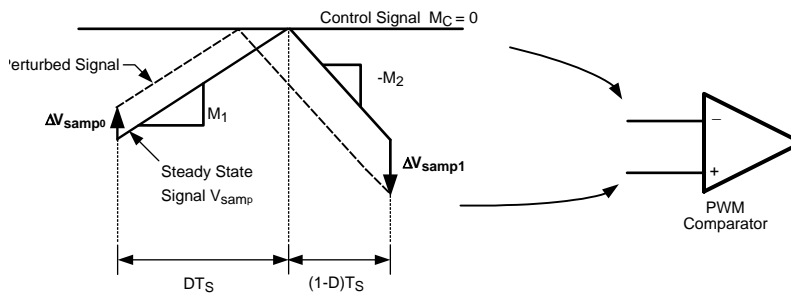 Control Signal M_C = 0
Perturbed Signal
-M_2
M_1
ΔV_samp0
ΔV_samp1
Steady State
Signal V_samp
−
+
PWM
Comparator
DT_S
(1-D)T_S